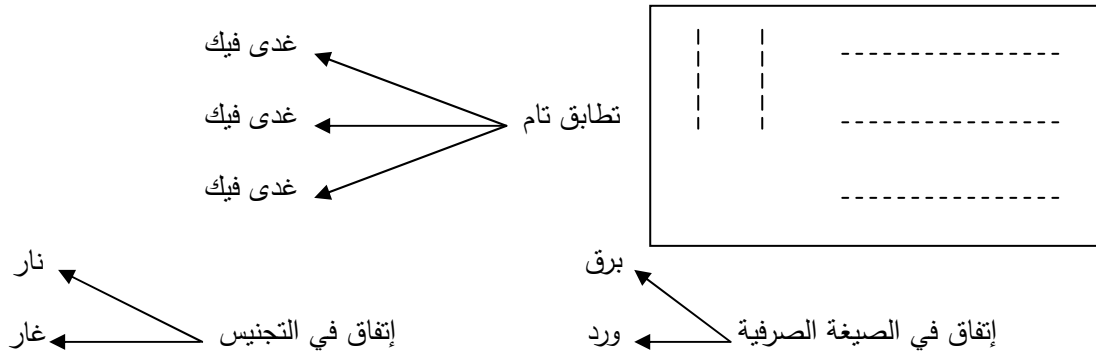 غدى فيك
تطابق تام
غدى فيك
غدى فيك
إتفاق في الصيغة الصرفية
برق
ورد
إتفاق في التجنيس
نار
غار